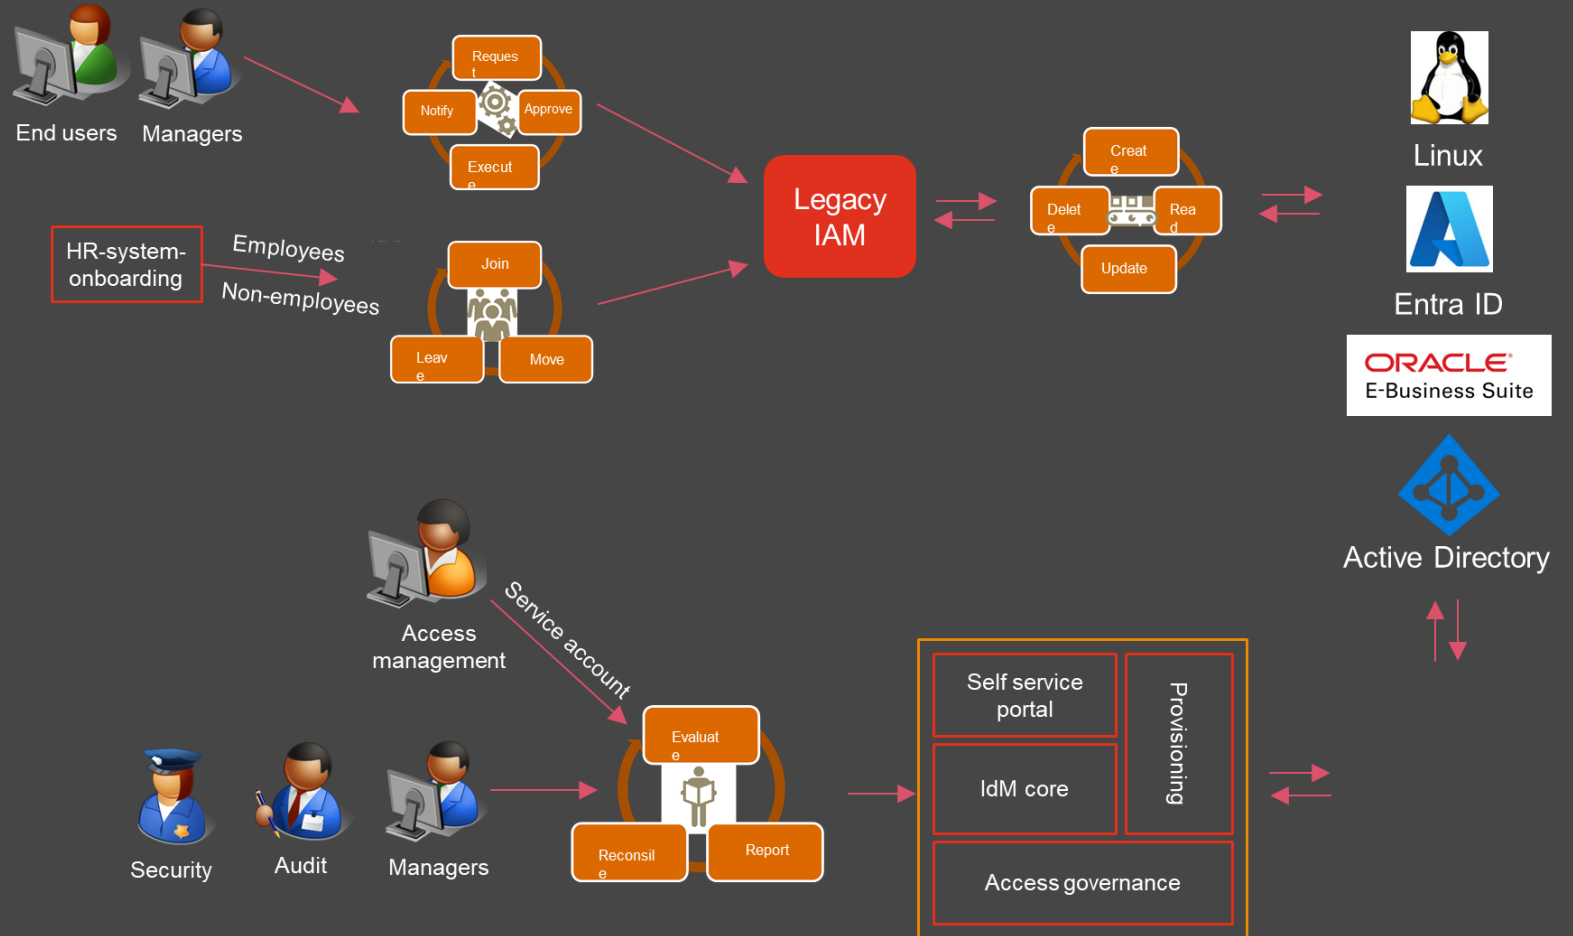 End users
Managers
Reques
t
Notify
Approve
Execut
e
HR-system-
onboarding
Employees
Non-employees
Join
Leav
e
Move
Legacy
IAM
Creat
e
Delet
e
Rea
d
Update
Linux
Entra ID
ORACLE
E-Business Suite
Active Directory
Access
management
Service account
Security
Audit
Managers
Evaluat
e
Reconsil
e
Report
Self service
portal
IdM core
Provisioning
Access governance